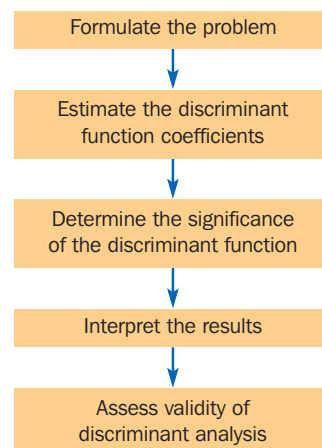 Formulate the problem
Estimate the discriminant
function coefficients
Determine the significance
of the discriminant function
Interpret the results
Assess validity of
discriminant analysis